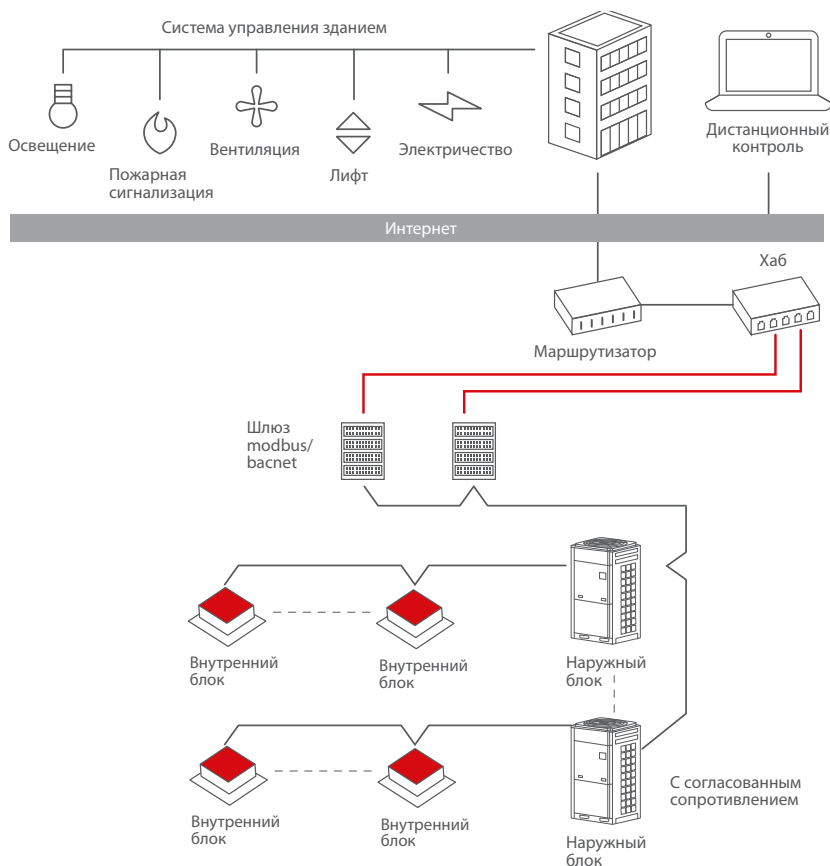 Система управления зданием
Освещение
Пожарная
сигнализация
Вентиляция
Лифт
Электричество
Дистанционный
контроль
Интернет
Хаб
Маршрутизатор
Шлюз
modbus/
bacnet
Внутренний
блок
Внутренний
блок
Наружный
блок
Внутренний
блок
Внутренний
блок
Наружный
блок
С согласованным
сопротивлением